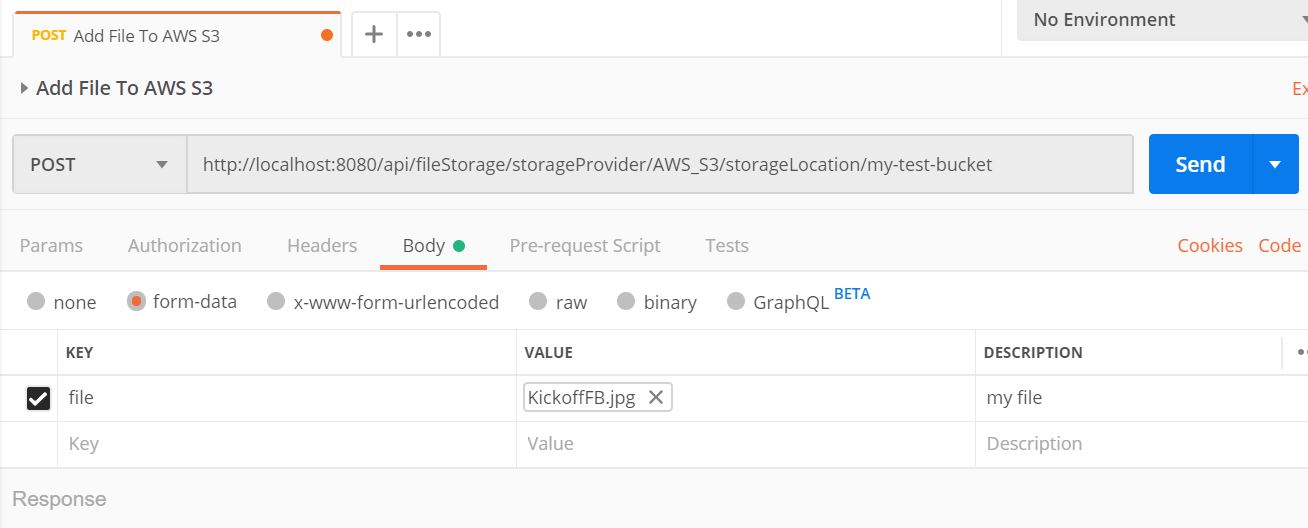 POST Add File To AWS S3 + ••• No Environment
Add File To AWS S3 Ex
POST http://localhost:8080/api/fileStorage/storageProvider/AWS_S3/storageLocation/my-test-bucket Send
Params Authorization Headers Body Pre-request Script Tests Cookies Code
none form-data x-www-form-urlencoded raw binary GraphQL BETA
KEY VALUE DESCRIPTION
file KickoffFB.jpg my file
Key Value Description
Response